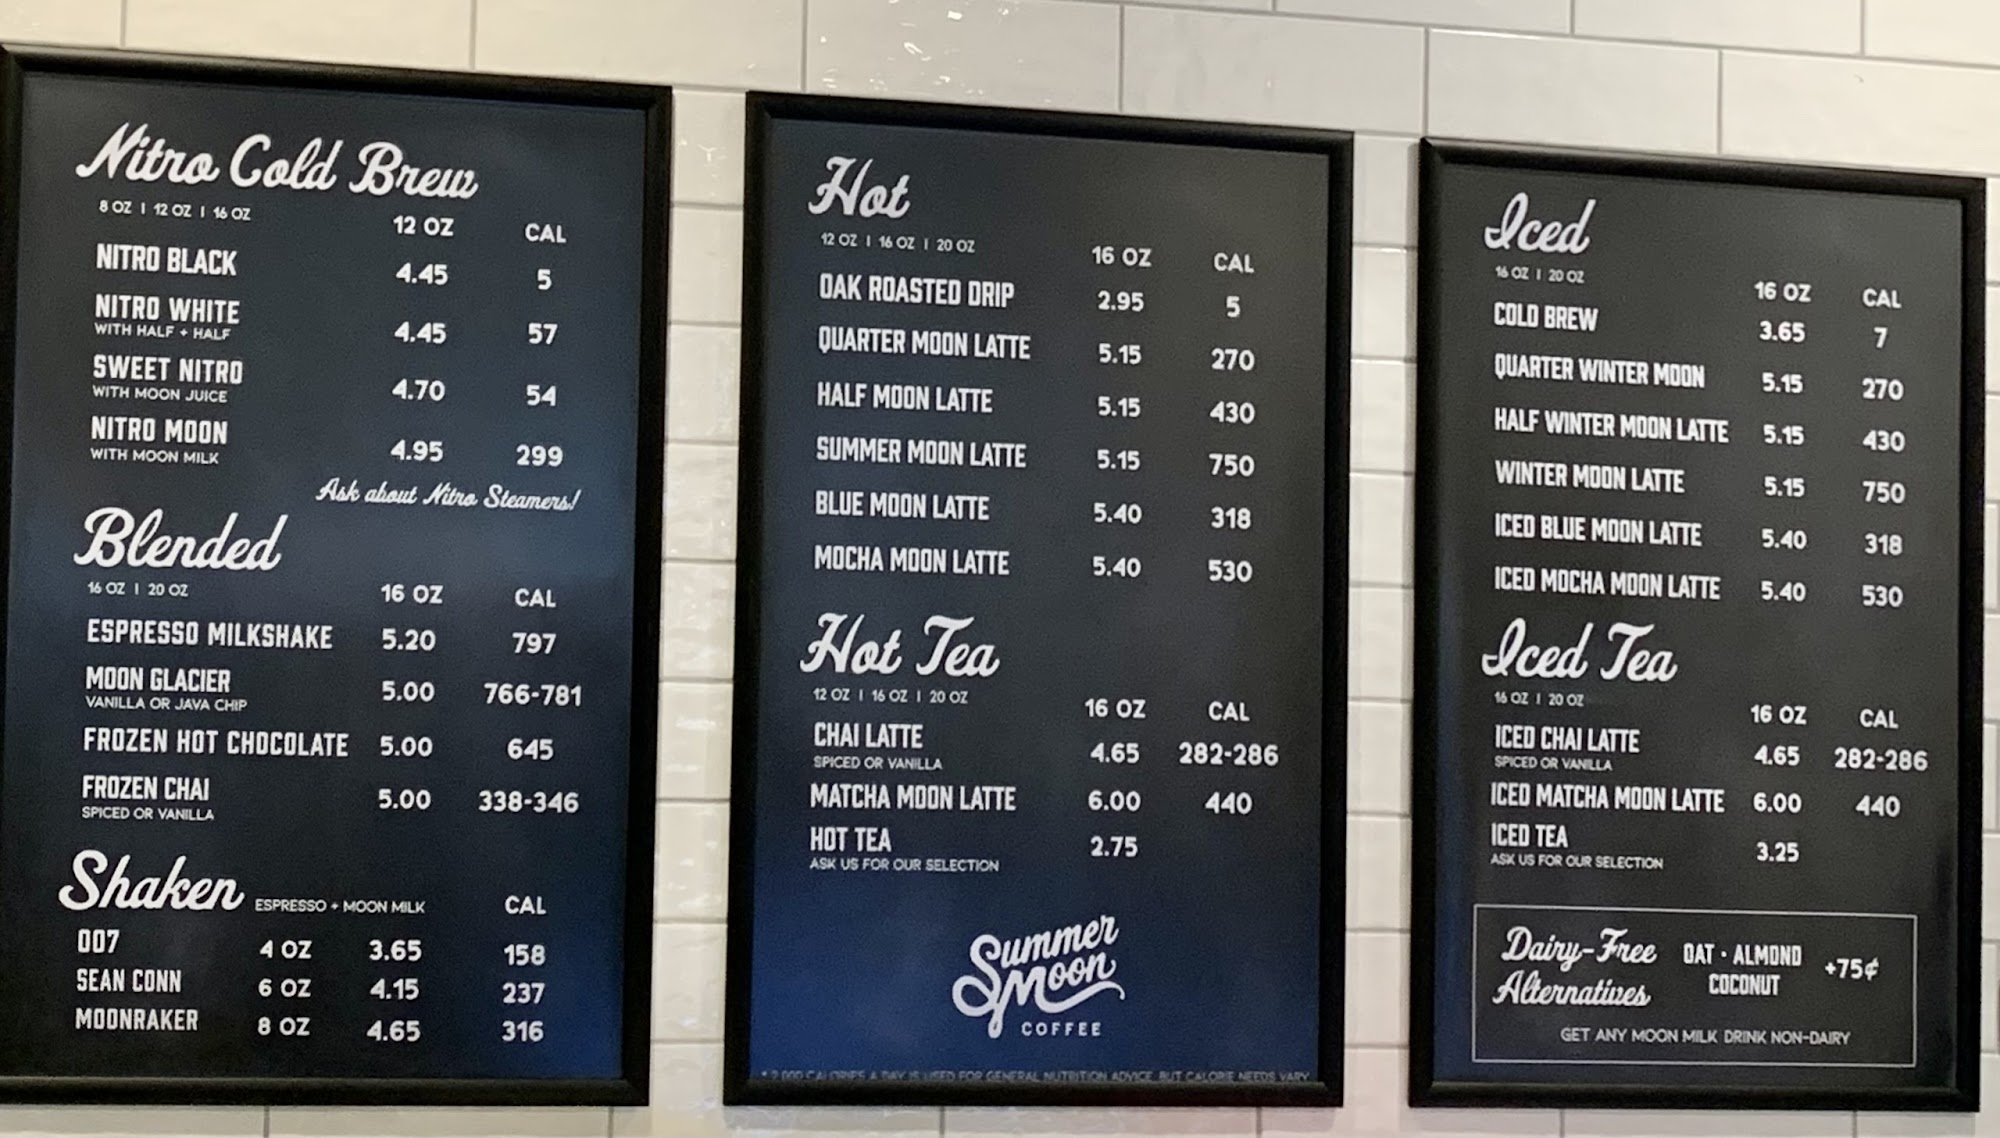 Nitro Cold Brew
8 OZ | 12 OZ | 16 OZ 12 OZ CAL
NITRO BLACK 4.45 5
NITRO WHITE 4.45 57
WITH HALF + HALF
SWEET NITRO 4.70 54
WITH MOON JUICE
NITRO MOON 4.95 299
WITH MOON MILK
Ask about Nitro Steamers!
Blended
16 OZ | 20 OZ 16 OZ CAL
ESPRESSO MILKSHAKE 5.20 797
MOON GLACIER 5.00 766-781
VANILLA OR JAVA CHIP
FROZEN HOT CHOCOLATE 5.00 645
FROZEN CHAI 5.00 338-346
SPICED OR VANILLA
Shaken ESPRESSO + MOON MILK CAL
007 4 OZ 3.65 158
SEAN CONN 6 OZ 4.15 237
MOONRAKER 8 OZ 4.65 316
Hot
12 OZ | 16 OZ | 20 OZ 16 OZ CAL
OAK ROASTED DRIP 2.95 5
QUARTER MOON LATTE 5.15 270
HALF MOON LATTE 5.15 430
SUMMER MOON LATTE 5.15 750
BLUE MOON LATTE 5.40 318
MOCHA MOON LATTE 5.40 530
Hot Tea
12 OZ | 16 OZ | 20 OZ 16 OZ CAL
CHAI LATTE 4.65 282-286
SPICED OR VANILLA
MATCHA MOON LATTE 6.00 440
HOT TEA 2.75
ASK US FOR OUR SELECTION
Summer
Moon
COFFEE
* 2,000 CALORIES A DAY IS USED FOR GENERAL NUTRITION ADVICE, BUT CALORIE NEEDS VARY
Iced
16 OZ | 20 OZ 16 OZ CAL
COLD BREW 3.65 7
QUARTER WINTER MOON 5.15 270
HALF WINTER MOON LATTE 5.15 430
WINTER MOON LATTE 5.15 750
ICED BLUE MOON LATTE 5.40 318
ICED MOCHA MOON LATTE 5.40 530
Iced Tea
16 OZ | 20 OZ 16 OZ CAL
ICED CHAI LATTE 4.65 282-286
SPICED OR VANILLA
ICED MATCHA MOON LATTE 6.00 440
ICED TEA 3.25
ASK US FOR OUR SELECTION
Dairy-Free OAT · ALMOND +75¢
Alternatives COCONUT
GET ANY MOON MILK DRINK NON-DAIRY